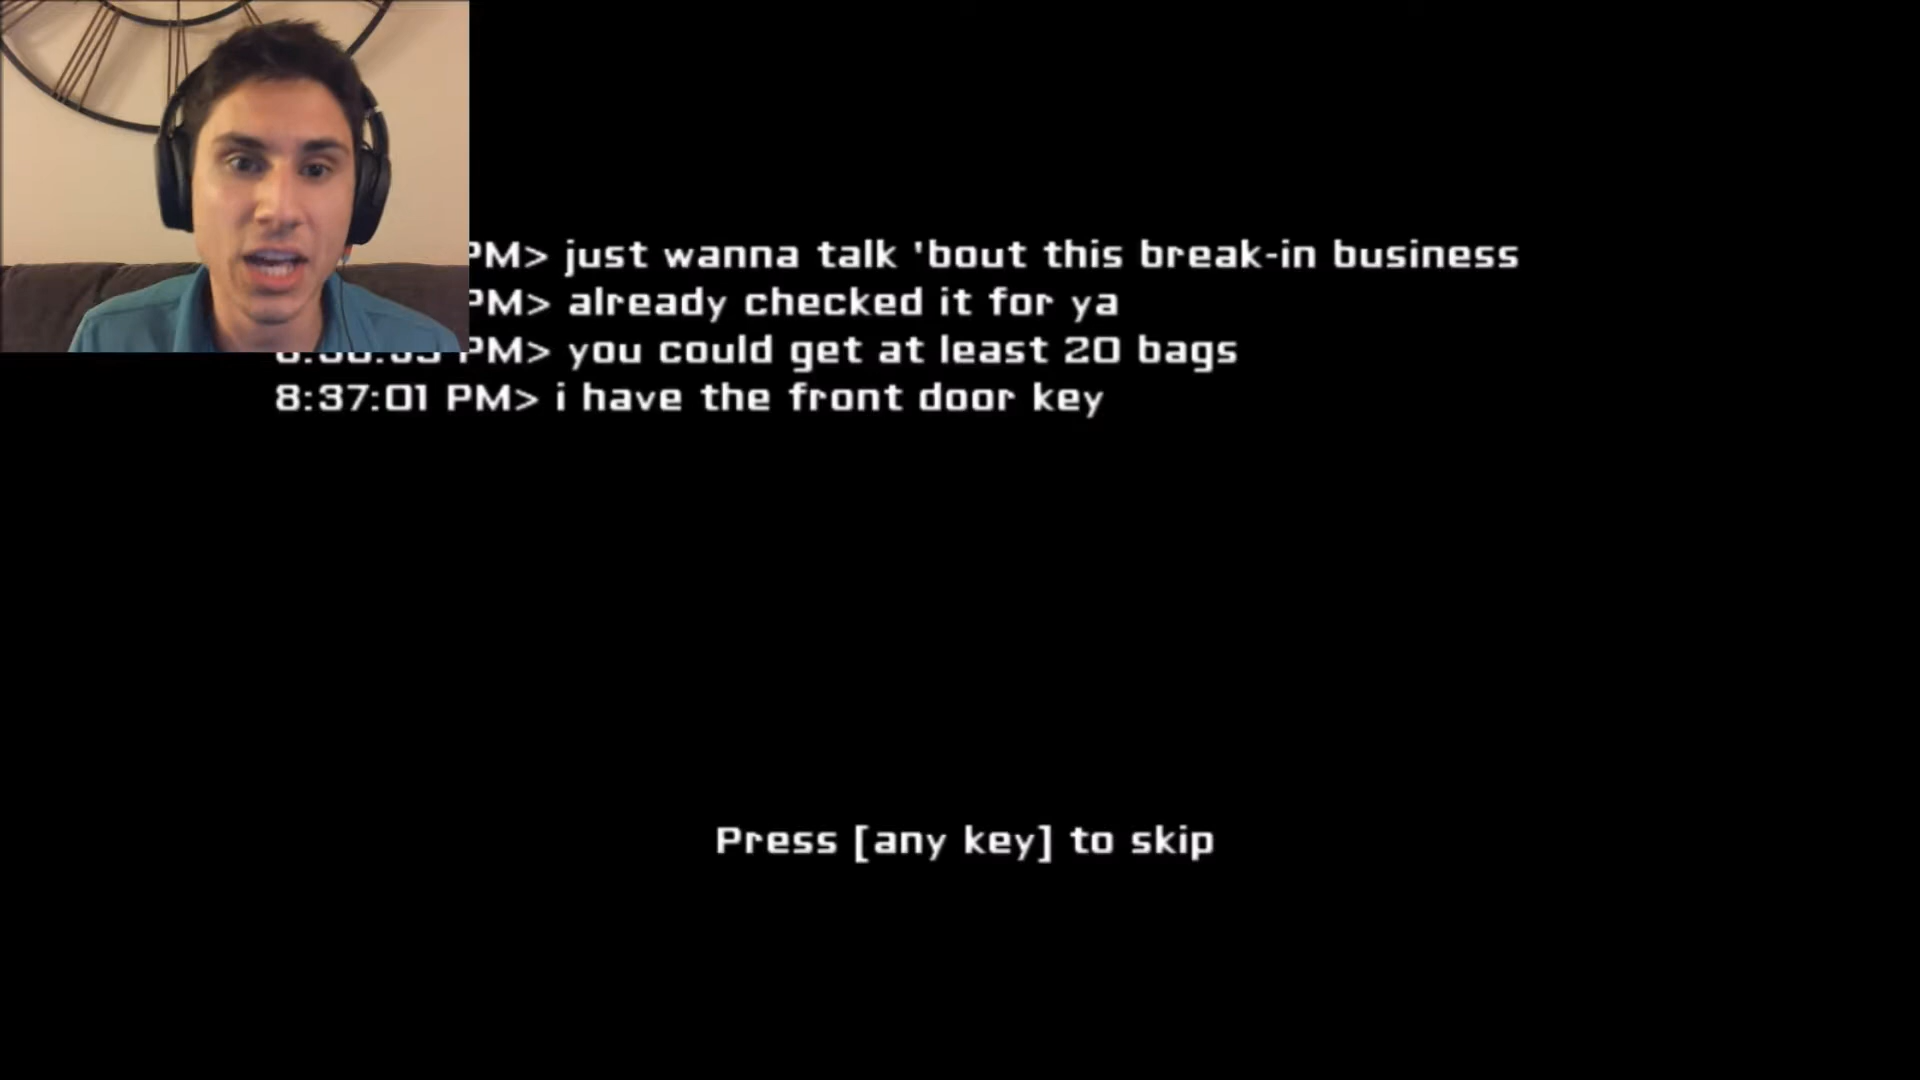 PM> just wanna talk 'bout this break-in business
PM> already checked it for ya
PM> you could get at least 20 bags
8:37:01 PM> i have the front door key
Press [any key] to skip